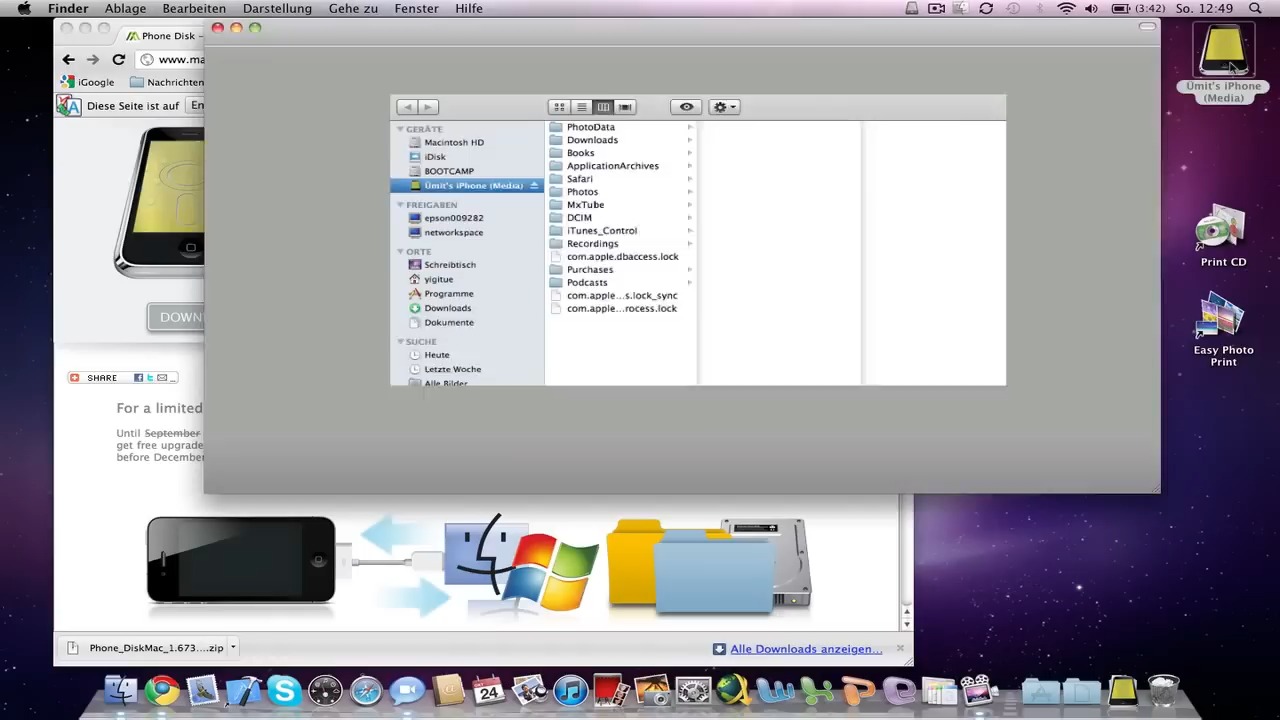 Finder Ablage Bearbeiten Darstellung Gehe zu Fenster Hilfe
(3:42) So. 12:49
Phone Disk –
www.ma
iGoogle Nachrichten
Diese Seite ist auf En
DOWN
SHARE
For a limited
Until September
get free upgrade
before December
GERÄTE
Macintosh HD
iDisk
BOOTCAMP
Ümit's iPhone (Media)
FREIGABEN
epson009282
networkspace
ORTE
Schreibtisch
yigitue
Programme
Downloads
Dokumente
SUCHE
Heute
Letzte Woche
Alle Bilder
PhotoData
Downloads
Books
ApplicationArchives
Safari
Photos
MxTube
DCIM
iTunes_Control
Recordings
com.apple.dbaccess.lock
Purchases
Podcasts
com.apple...s.lock_sync
com.apple...rocess.lock
Ümit's iPhone
(Media)
Print CD
Easy Photo
Print
Phone_DiskMac_1.673....zip
Alle Downloads anzeigen...
24